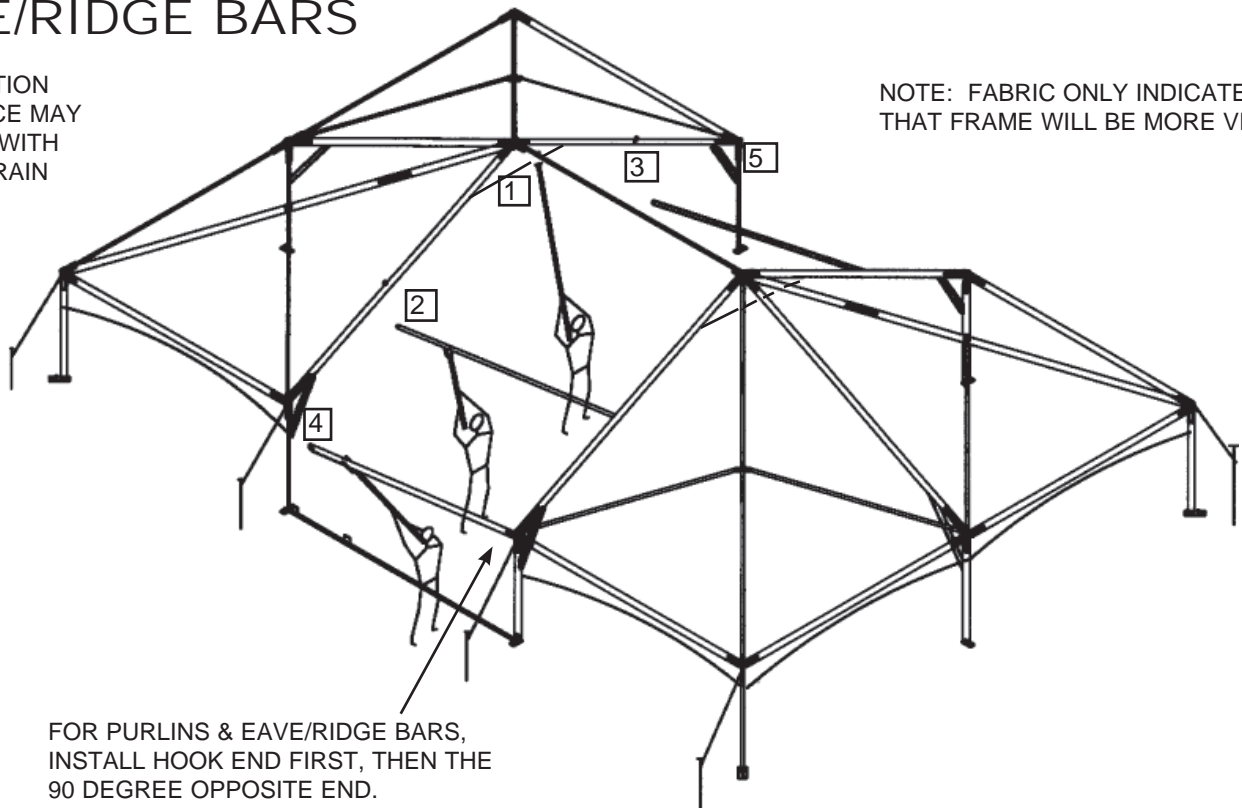 E/RIDGE BARS
TION
CE MAY
WITH
RAIN
NOTE: FABRIC ONLY INDICATE
THAT FRAME WILL BE MORE VI
1
3
5
2
4
FOR PURLINS & EAVE/RIDGE BARS,
INSTALL HOOK END FIRST, THEN THE
90 DEGREE OPPOSITE END.